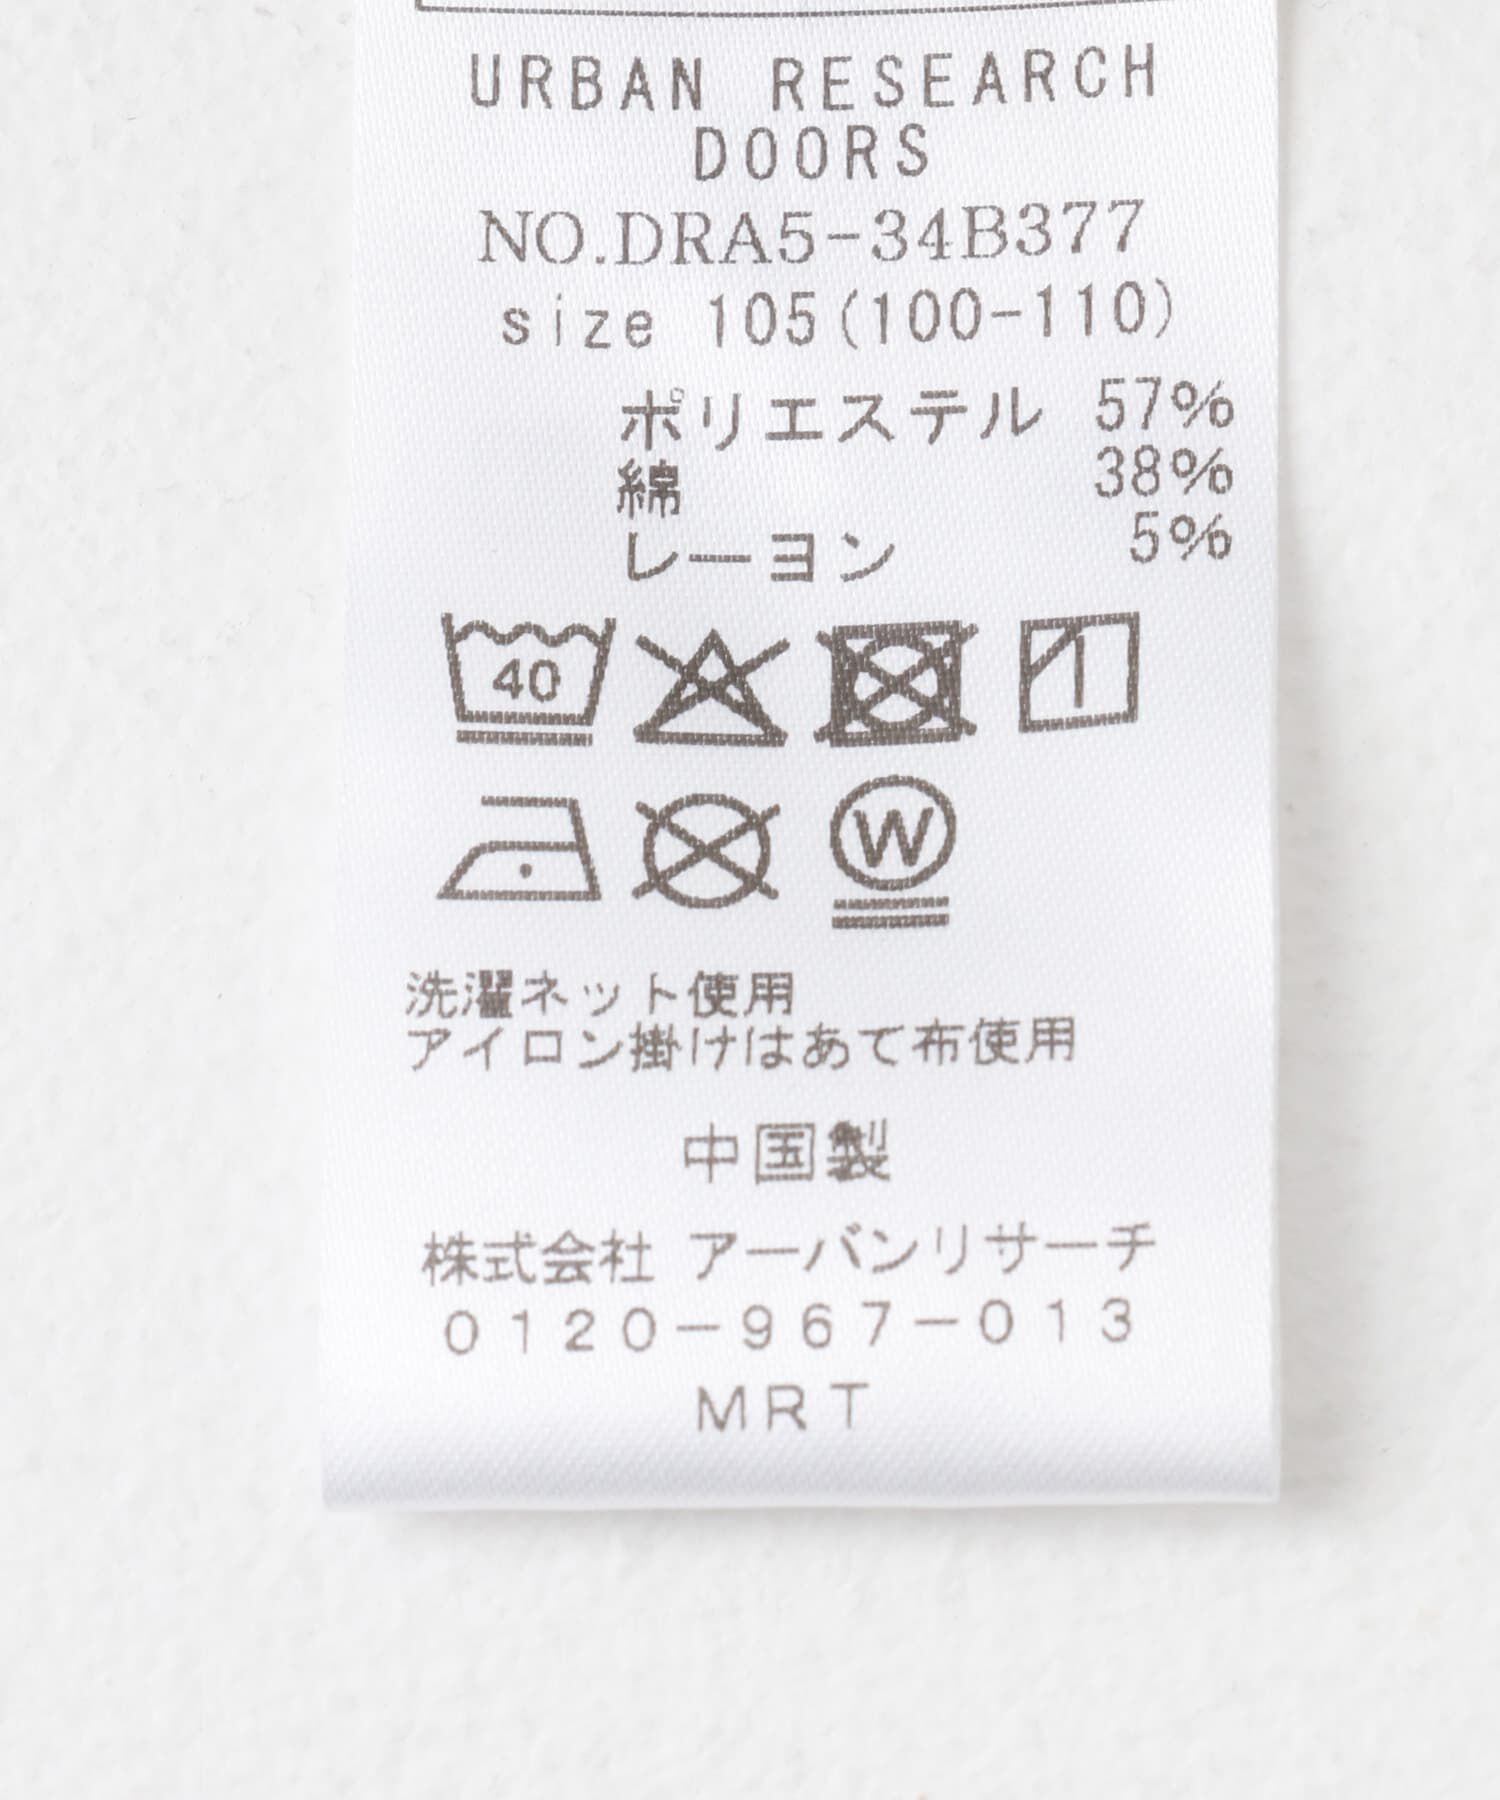 URBAN RESEARCH
DOORS
NO.DRA5-34B377
size 105(100-110)
ポリエステル 57%
綿 38%
レーヨン 5%
40
W
洗濯ネット使用
アイロン掛けはあて布使用
中国製
株式会社 アーバンリサーチ
0120-967-013
MRT